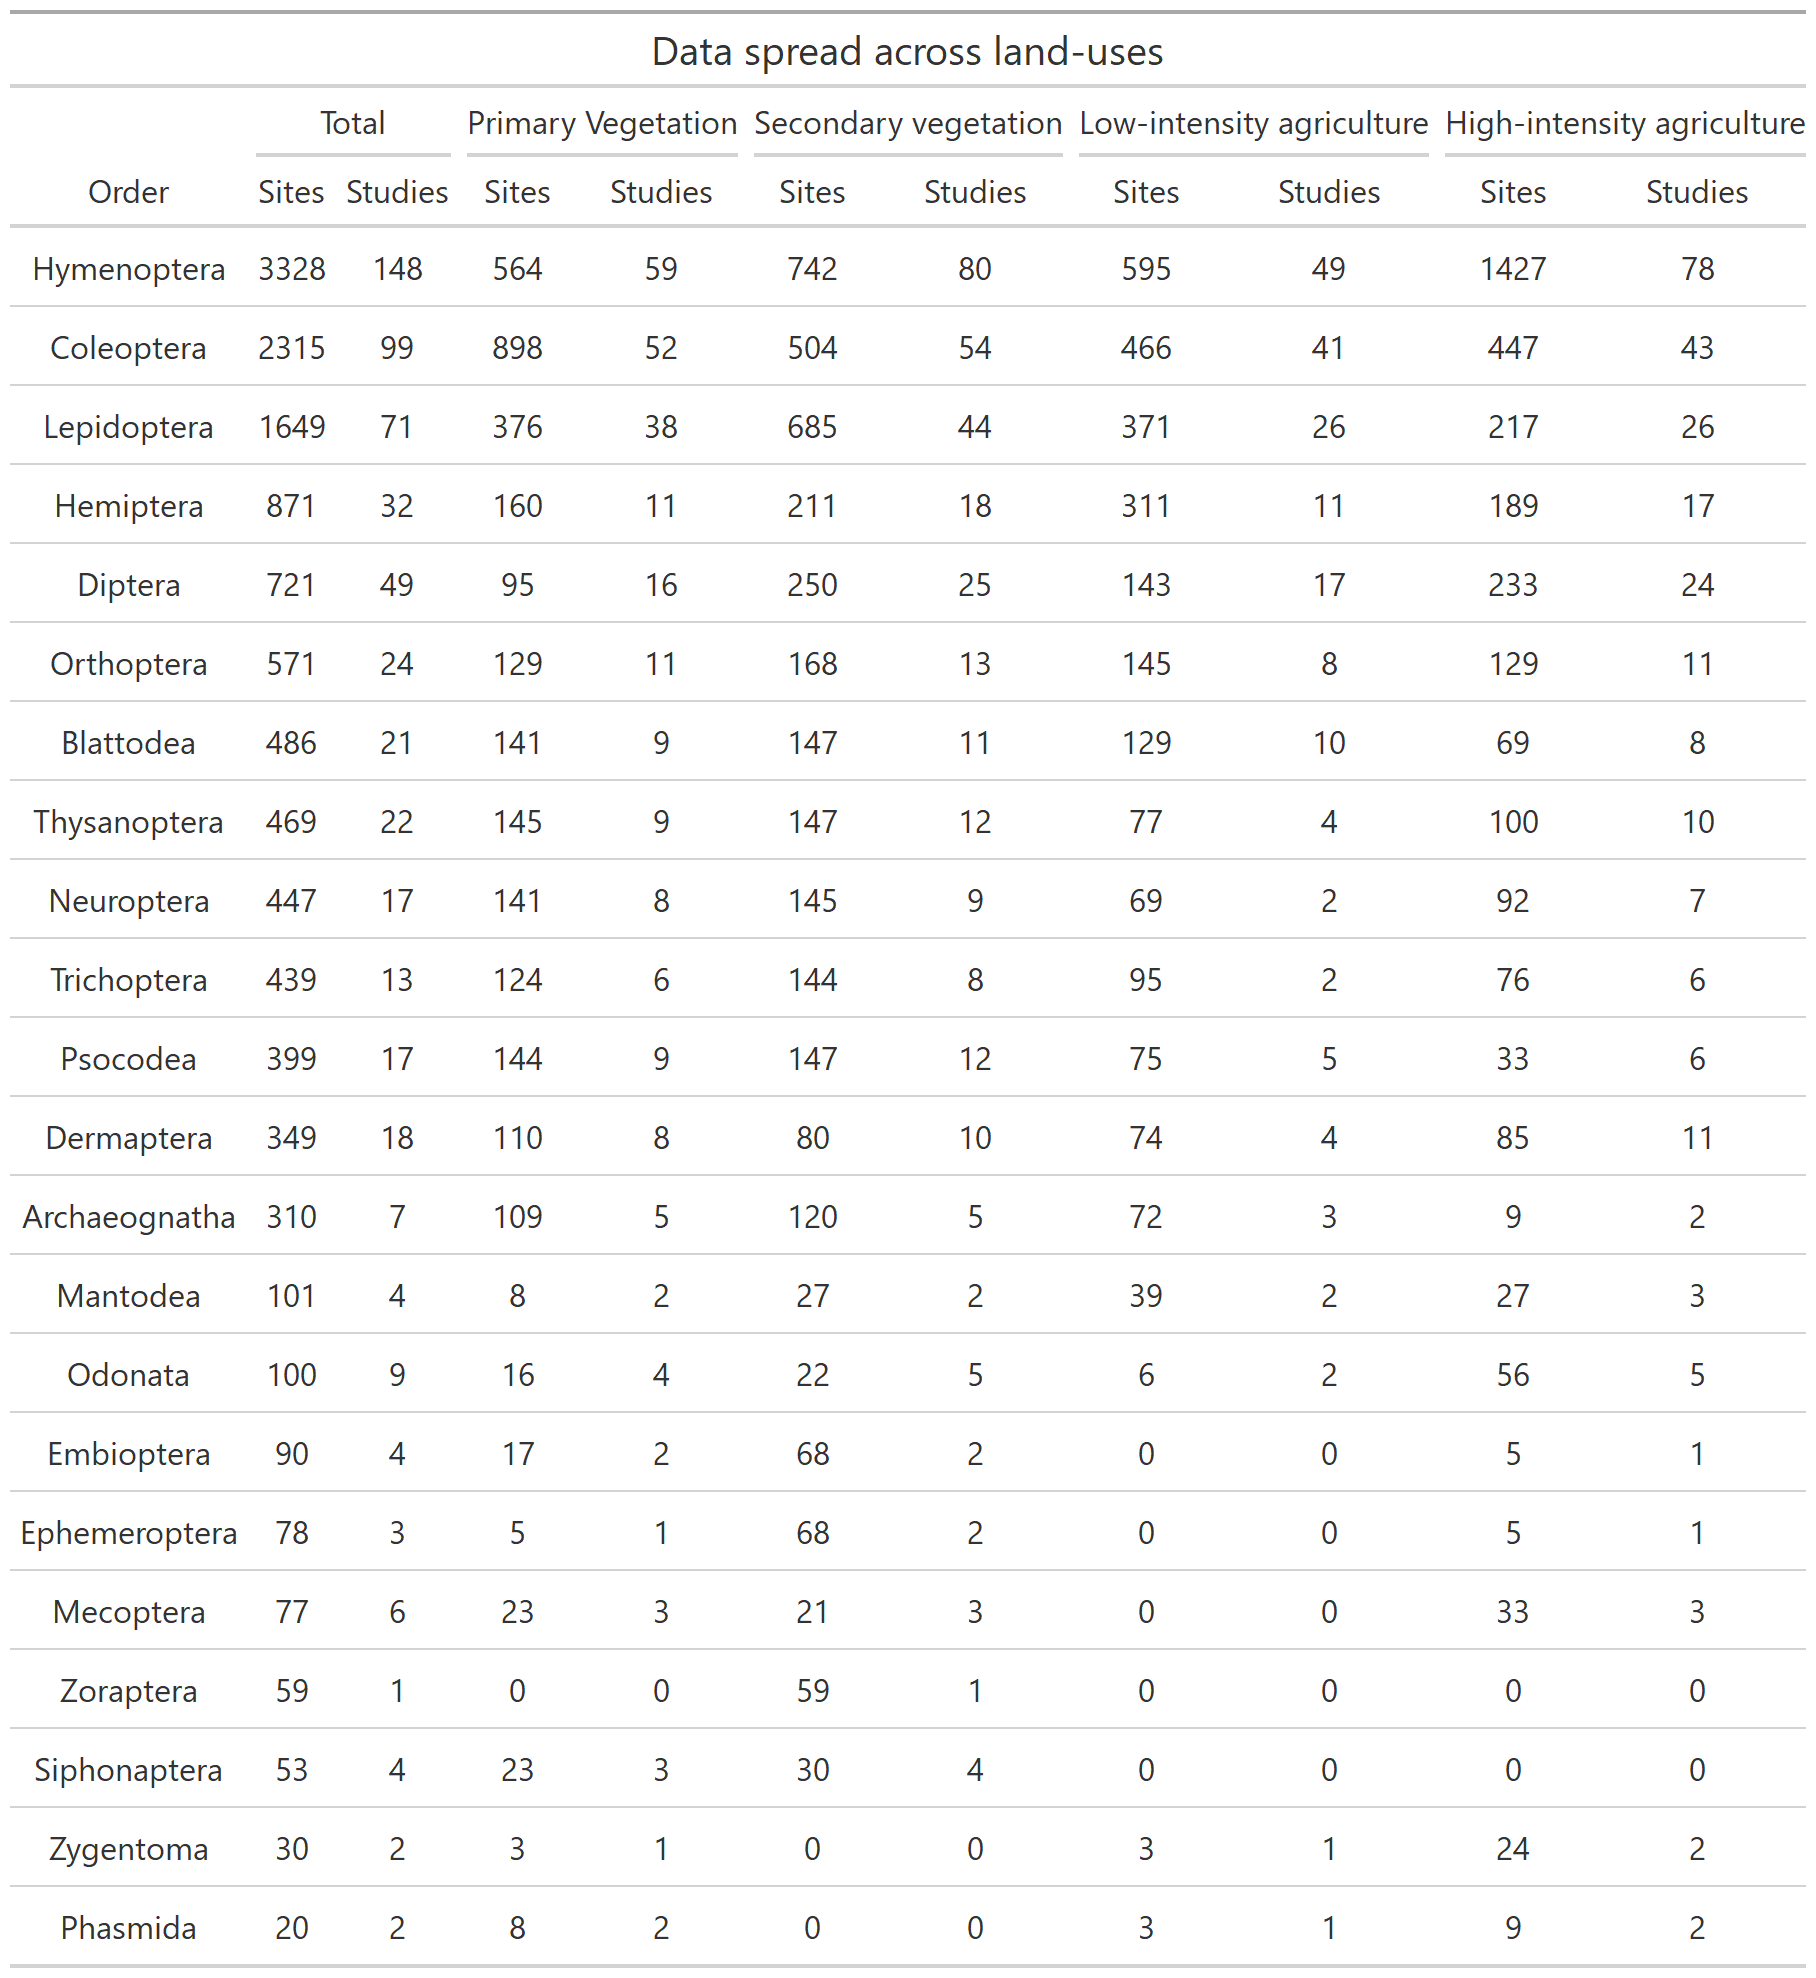 Data spread across land-uses
Total Primary Vegetation Secondary vegetation Low-intensity agriculture High-intensity agriculture
Order Sites Studies Sites Studies Sites Studies Sites Studies Sites Studies
Hymenoptera 3328 148 564 59 742 80 595 49 1427 78
Coleoptera 2315 99 898 52 504 54 466 41 447 43
Lepidoptera 1649 71 376 38 685 44 371 26 217 26
Hemiptera 871 32 160 11 211 18 311 11 189 17
Diptera 721 49 95 16 250 25 143 17 233 24
Orthoptera 571 24 129 11 168 13 145 8 129 11
Blattodea 486 21 141 9 147 11 129 10 69 8
Thysanoptera 469 22 145 9 147 12 77 4 100 10
Neuroptera 447 17 141 8 145 9 69 2 92 7
Trichoptera 439 13 124 6 144 8 95 2 76 6
Psocodea 399 17 144 9 147 12 75 5 33 6
Dermaptera 349 18 110 8 80 10 74 4 85 11
Archaeognatha 310 7 109 5 120 5 72 3 9 2
Mantodea 101 4 8 2 27 2 39 2 27 3
Odonata 100 9 16 4 22 5 6 2 56 5
Embioptera 90 4 17 2 68 2 0 0 5 1
Ephemeroptera 78 3 5 1 68 2 0 0 5 1
Mecoptera 77 6 23 3 21 3 0 0 33 3
Zoraptera 59 1 0 0 59 1 0 0 0 0
Siphonaptera 53 4 23 3 30 4 0 0 0 0
Zygentoma 30 2 3 1 0 0 3 1 24 2
Phasmida 20 2 8 2 0 0 3 1 9 2